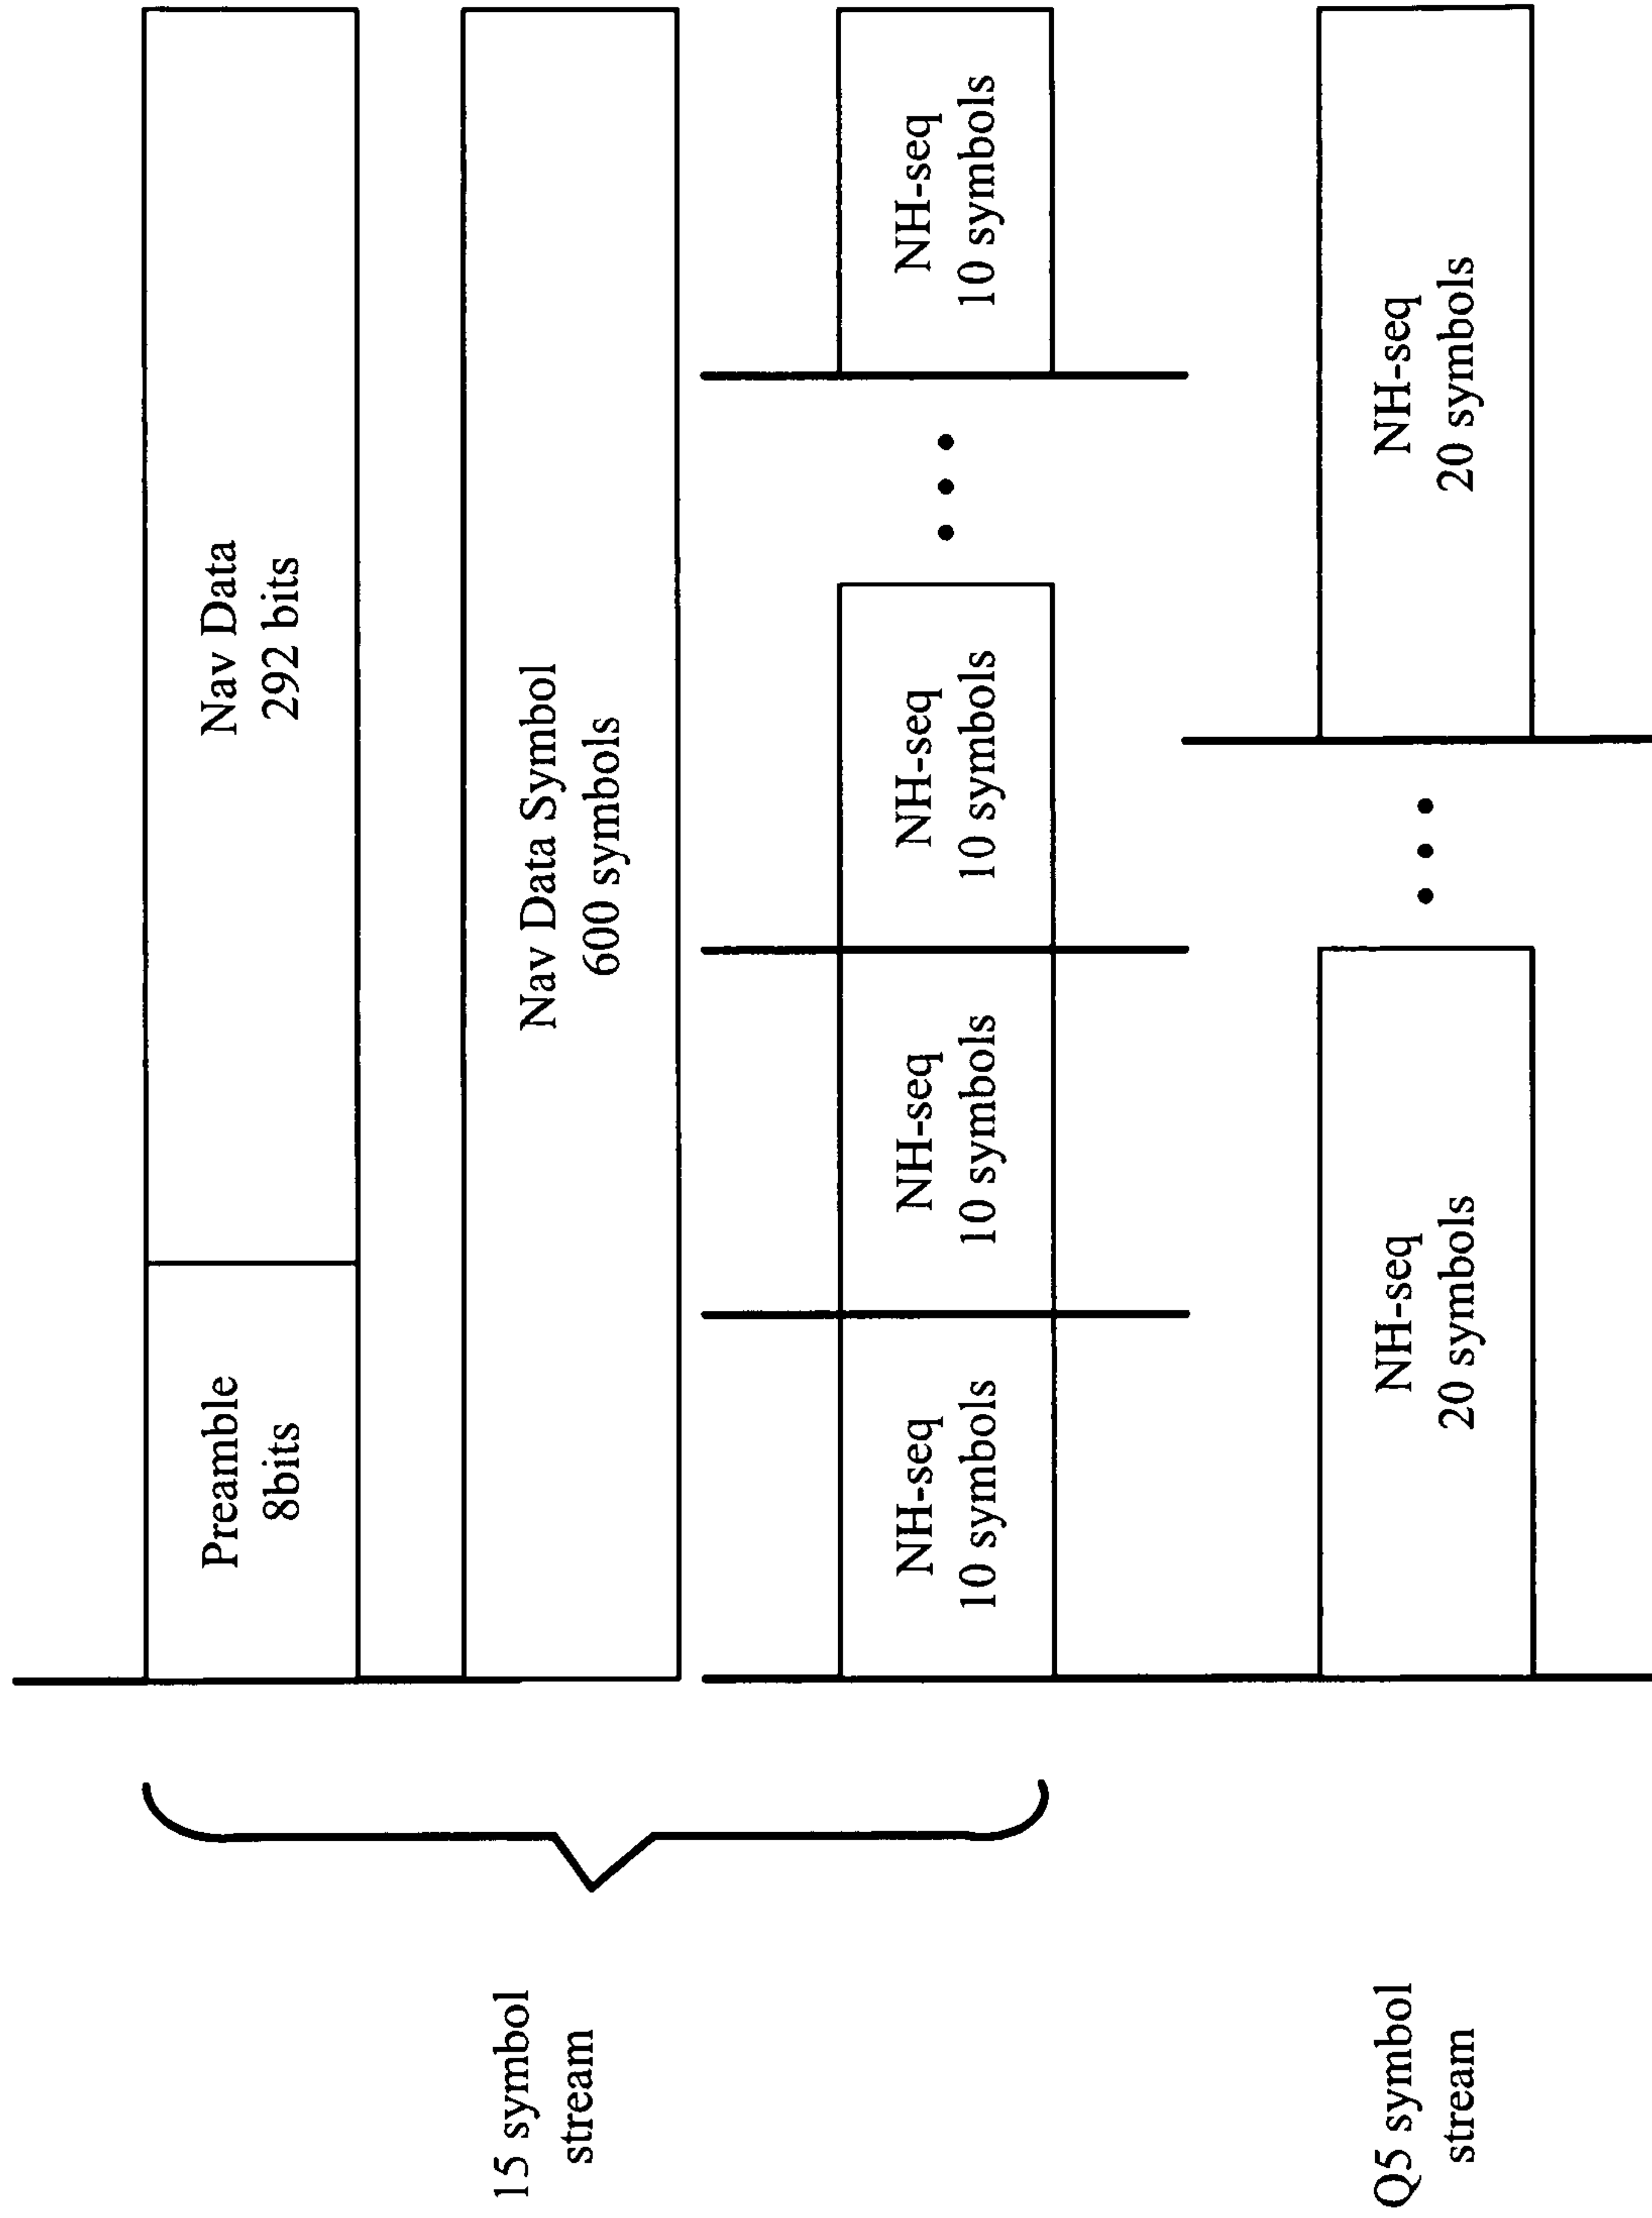 Preamble
8bits
Nav Data
292 bits
15 symbol
stream
Nav Data Symbol
600 symbols
NH-seq
10 symbols
NH-seq
10 symbols
NH-seq
10 symbols
NH-seq
10 symbols
Q5 symbol
stream
NH-seq
20 symbols
NH-seq
20 symbols